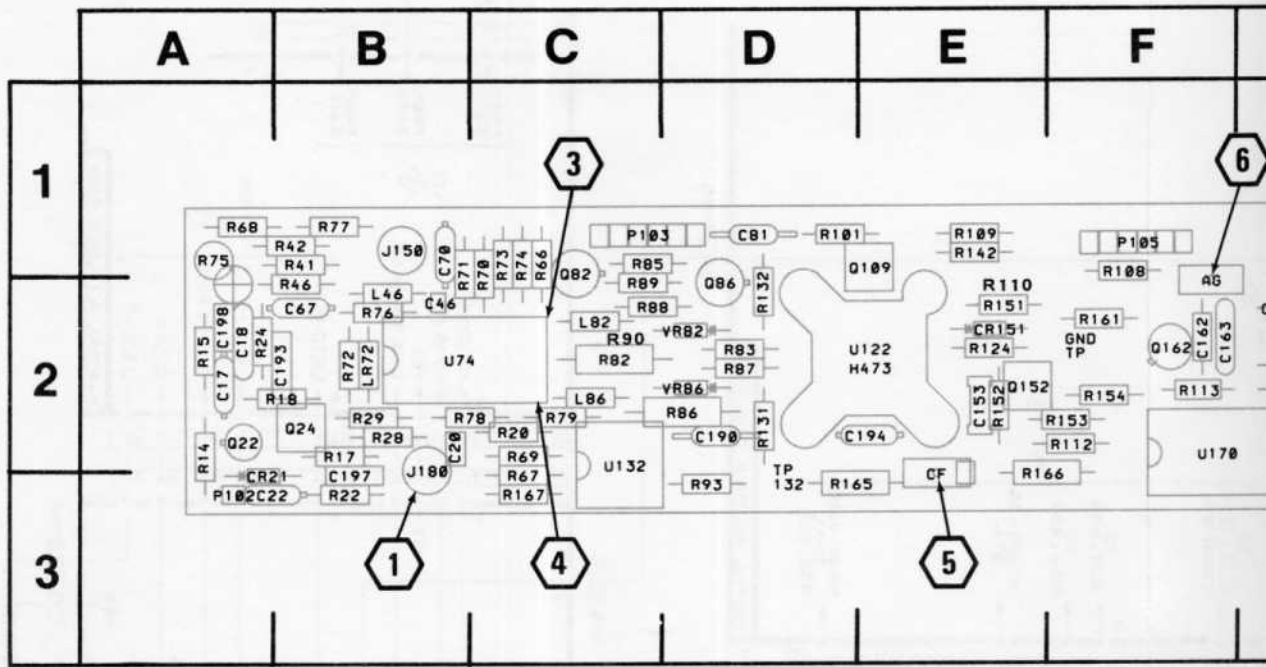 A B C D E F
1
3
6
R68
R77
P103
C81
R101
R109
P105
R42
J150
C70
R71
R70
R73
R74
R66
R142
R75
R41
Q82
R85
Q86
R132
Q109
R108
AG
R46
R89
R110
C67
L46
C46
R88
R151
R76
L82
VR82
R161
CR151
R15
C198
C18
R24
C193
R72
LR72
U74
R90
R82
R83
R87
U122
H473
R124
GND
TP
Q162
C162
C163
2
C17
VR86
Q152
R154
R113
R18
L86
R86
C153
R152
R29
R78
R79
R131
R153
Q24
R28
C20
R20
C190
C194
R112
Q22
R14
R17
J180
R69
U132
U170
CR21
C197
R67
TP
132
CF
R166
P102
C22
R22
R167
R93
R165
3
1
4
5